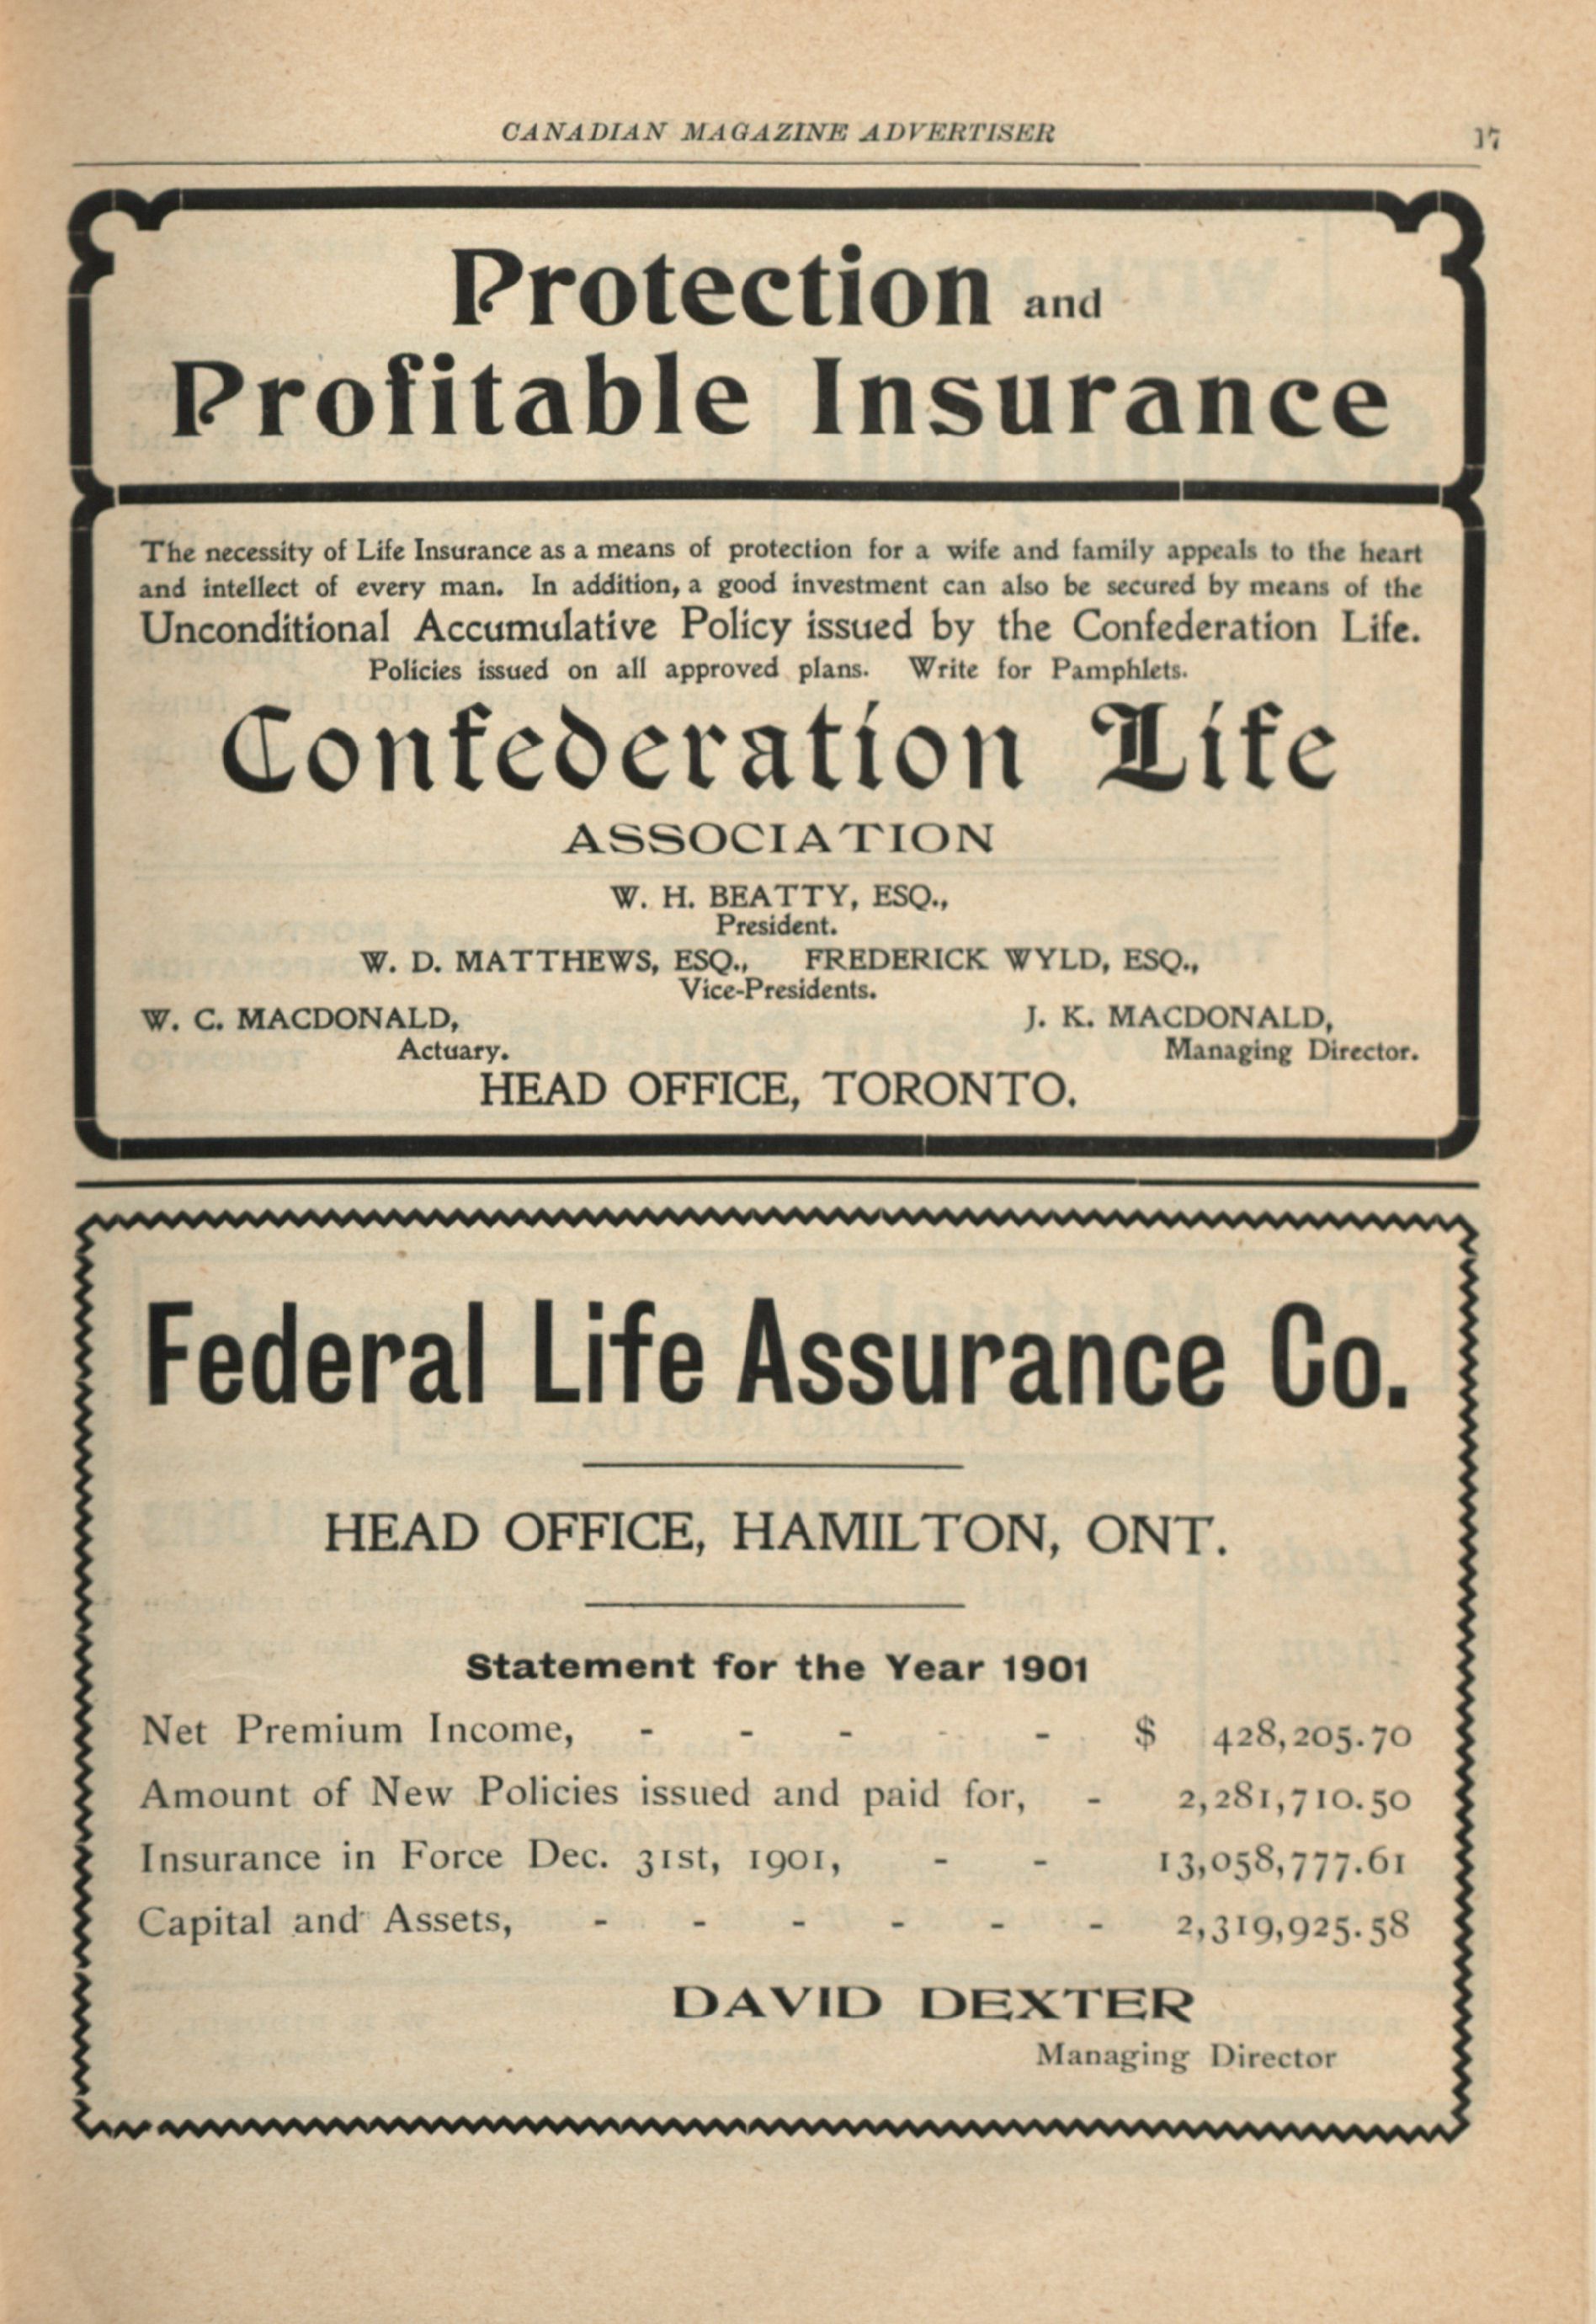 CANADIAN MAGAZINE ADVERTISER 17
Protection and
Profitable Insurance
The necessity of Life Insurance as a means of protection for a wife and family appeals to the heart
and intellect of every man. In addition, a good investment can also be secured by means of the
Unconditional Accumulative Policy issued by the Confederation Life.
Policies issued on all approved plans. Write for Pamphlets.
Confederation Life
ASSOCIATION
W. H. BEATTY, ESQ.,
President.
W. D. MATTHEWS, ESQ., FREDERICK WYLD, ESQ.,
Vice-Presidents.
W. C. MACDONALD, J. K. MACDONALD,
Actuary. Managing Director.
HEAD OFFICE, TORONTO.
Federal Life Assurance Co.
HEAD OFFICE, HAMILTON, ONT.
Statement for the Year 1901
Net Premium Income, - - - - - $ 428,205.70
Amount of New Policies issued and paid for, - 2,281,710.50
Insurance in Force Dec. 31st, 1901, - - 13,058,777.61
Capital and Assets, - - - - - - 2,319,925.58
DAVID DEXTER
Managing Director